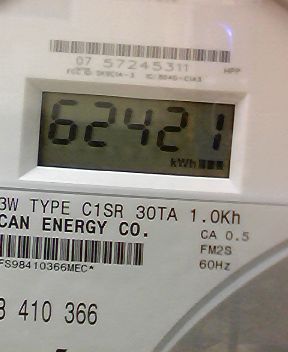 07 57245311 HPP
62421
kWh
3W TYPE C1SR 30TA 1.0Kh
CAN ENERGY CO. CA 0.5
FM2S
FS98410366MEC* 60Hz
410 366